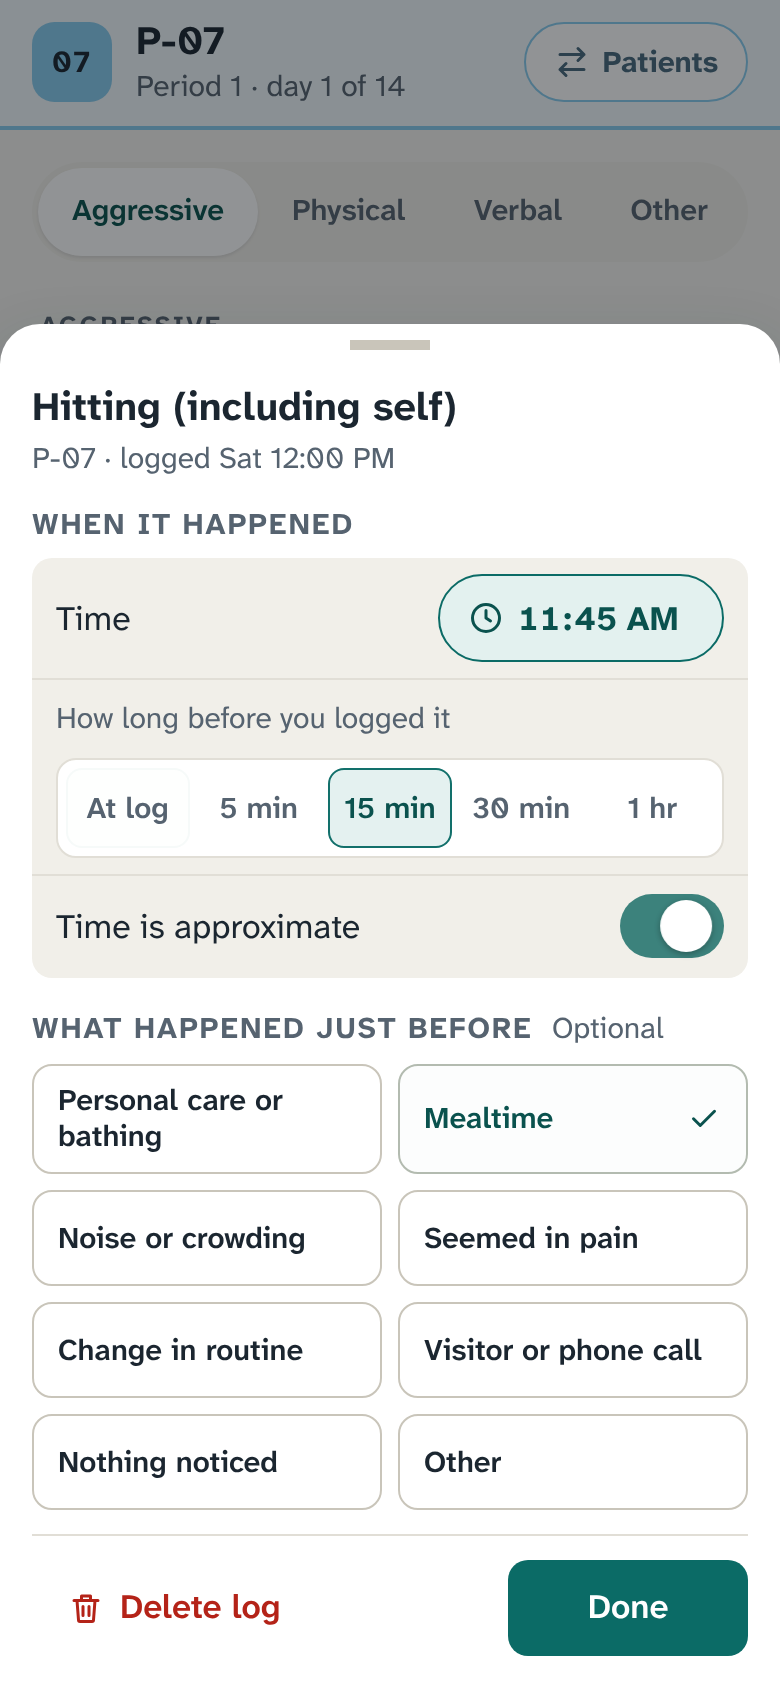 07
P-07
Period 1 · day 1 of 14
Patients
Aggressive
Physical
Verbal
Other
AGGRESSIVE
Hitting (including self)
P-07 · logged Sat 12:00 PM
WHEN IT HAPPENED
Time
11:45 AM
How long before you logged it
At log
5 min
15 min
30 min
1 hr
Time is approximate
WHAT HAPPENED JUST BEFORE Optional
Personal care or
bathing
Mealtime
Noise or crowding
Seemed in pain
Change in routine
Visitor or phone call
Nothing noticed
Other
Delete log
Done